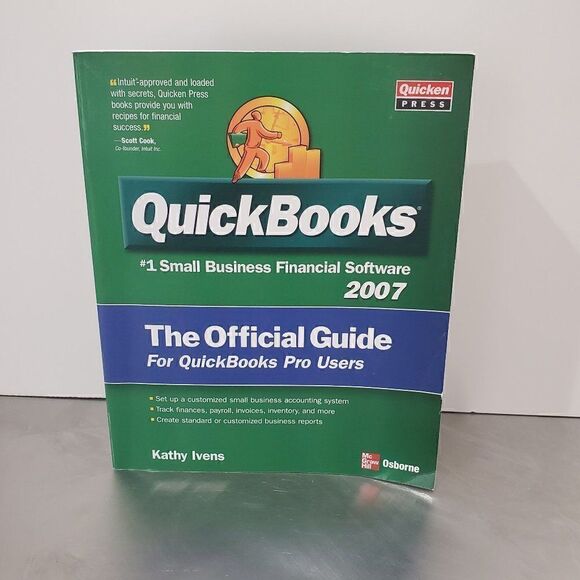 “Intuit-approved and loaded
with secrets, Quicken Press
books provide you with
recipes for financial
success.”
—Scott Cook,
Co-founder, Intuit Inc.
Quicken
PRESS
QuickBooks®
#1 Small Business Financial Software
2007
The Official Guide
For QuickBooks Pro Users
• Set up a customized small business accounting system
• Track finances, payroll, invoices, inventory, and more
• Create standard or customized business reports
Kathy Ivens
Mc
Graw
Hill
Osborne